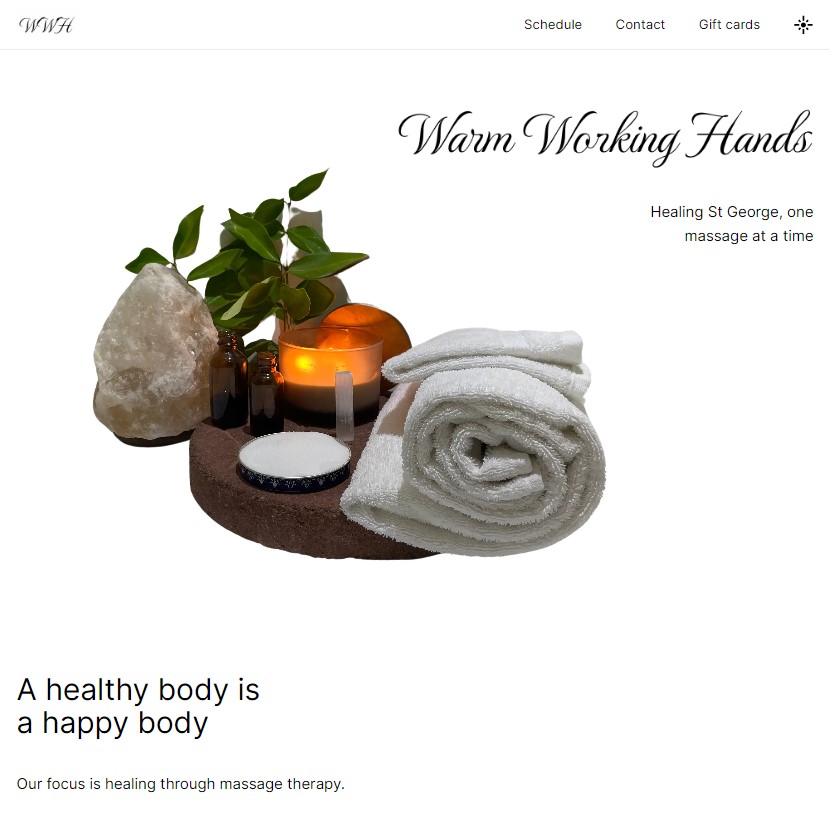 WWH
Schedule
Contact
Gift cards
Warm Working Hands
Healing St George, one
massage at a time
A healthy body is
a happy body
Our focus is healing through massage therapy.